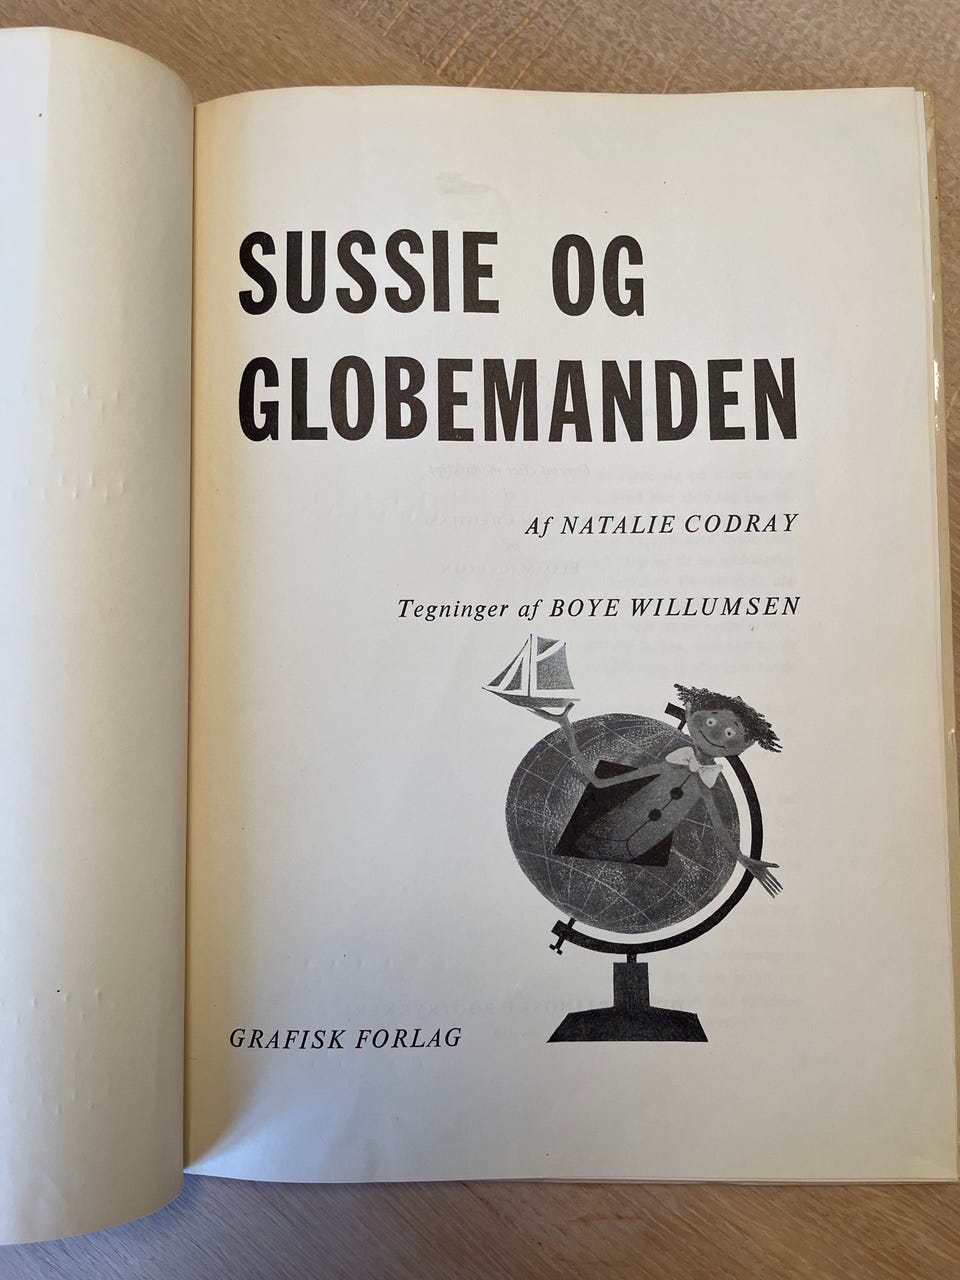 SUSSIE OG
GLOBEMANDEN
Af NATALIE CODRAY
Tegninger af BOYE WILLUMSEN
GRAFISK FORLAG